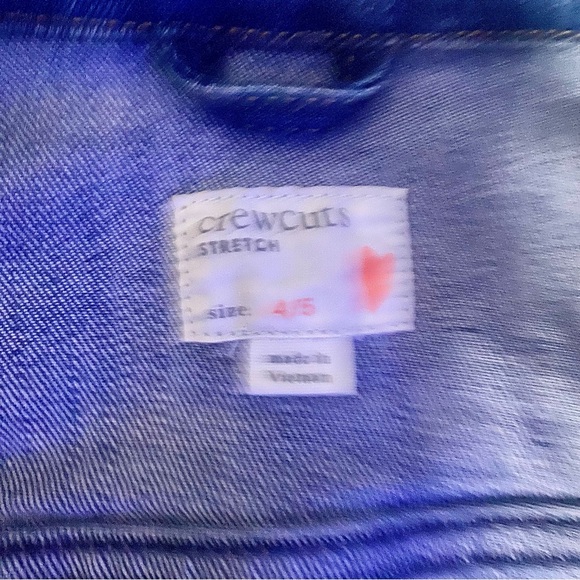 crewcuts
STRETCH
size: 4/5
made in
Vietnam